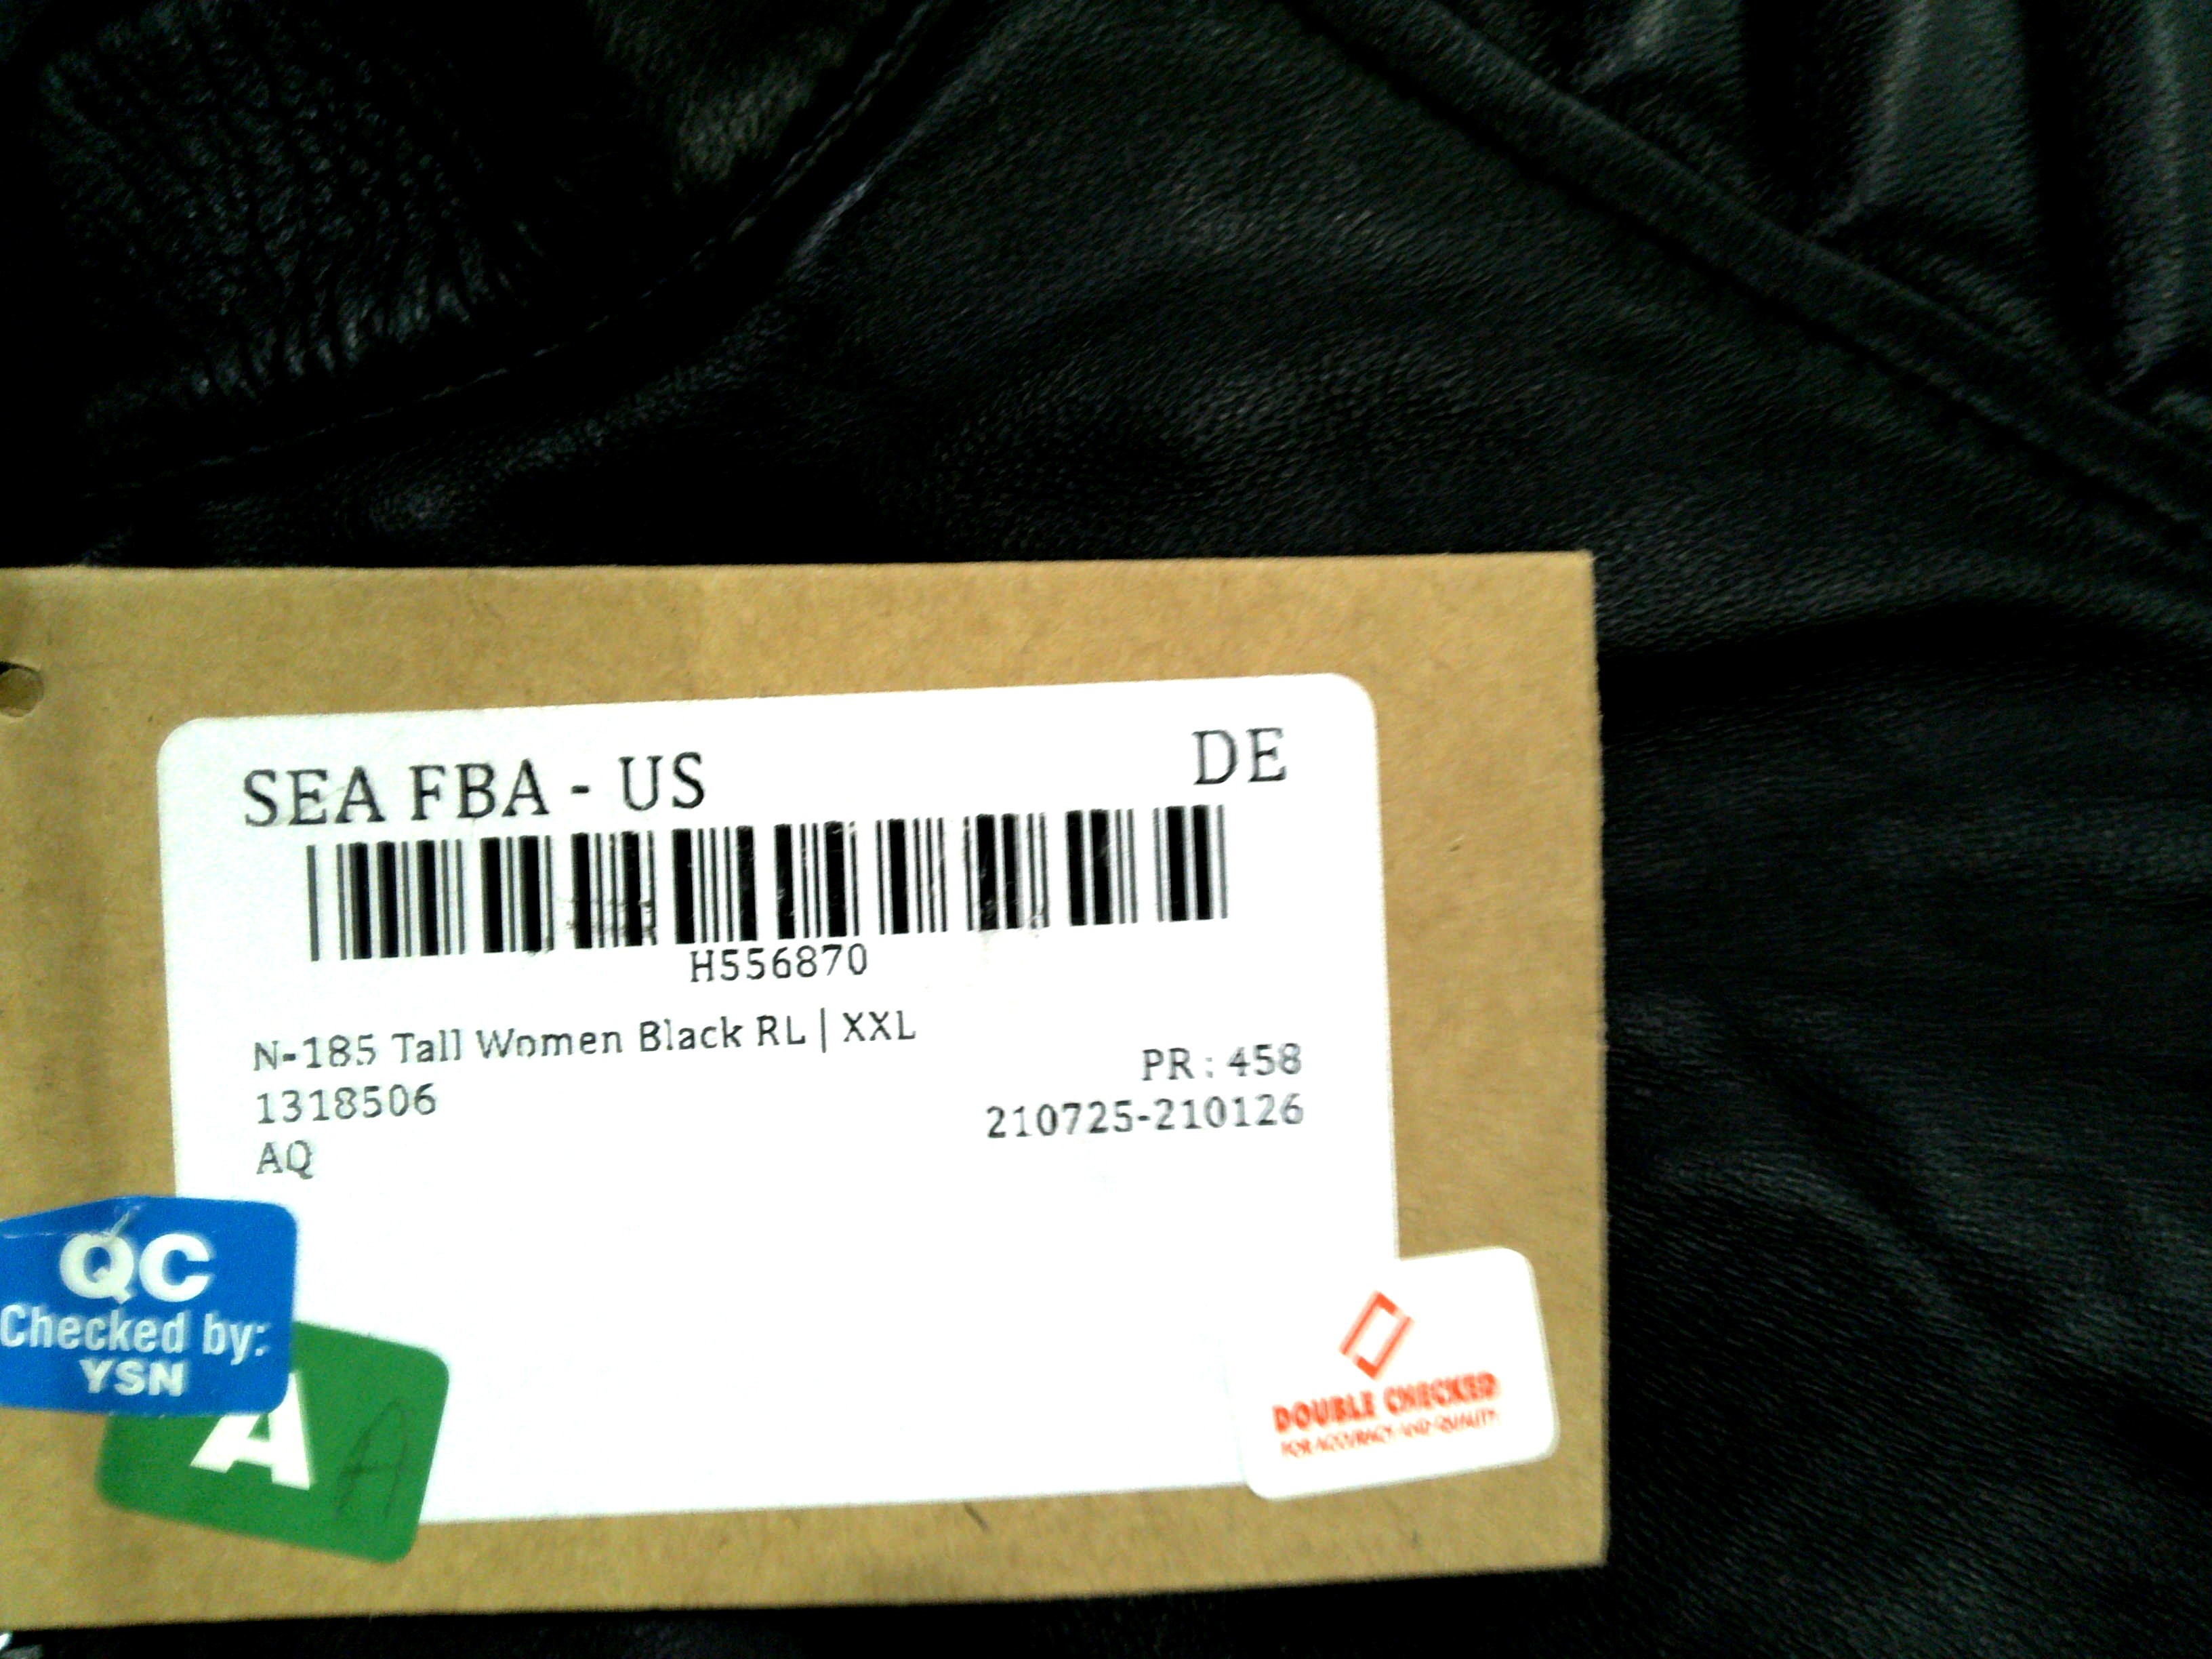 SEA FBA - US DE
H556870
N-185 Tall Women Black RL | XXL
1318506 PR : 458
AQ 210725-210126
QC
Checked by:
YSN
A A
DOUBLE CHECKED
FOR ACCURACY AND QUALITY